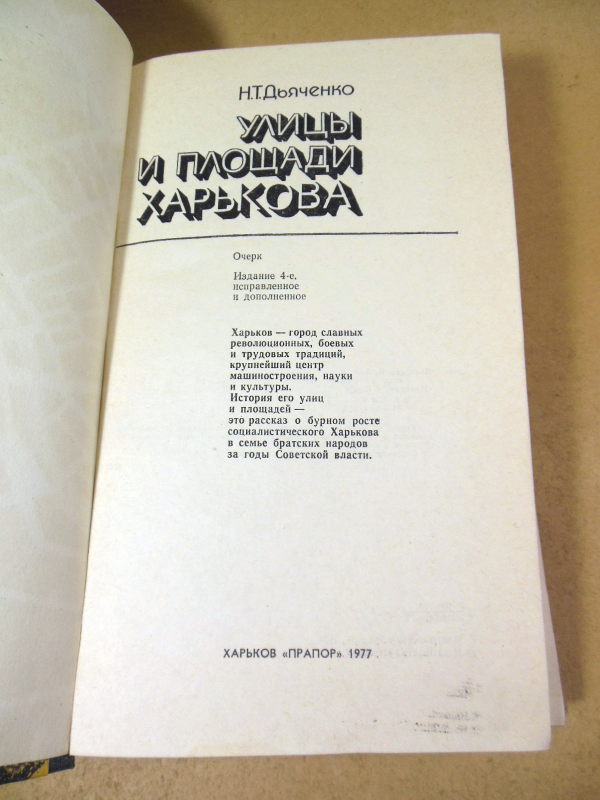 Н.Т. Дьяченко
УЛИЦЫ
И ПЛОЩАДИ
ХАРЬКОВА
Очерк
Издание 4-е,
исправленное
и дополненное
Харьков — город славных
революционных, боевых
и трудовых традиций,
крупнейший центр
машиностроения, науки
и культуры.
История его улиц
и площадей —
это рассказ о бурном росте
социалистического Харькова
в семье братских народов
за годы Советской власти.
ХАРЬКОВ «ПРАПОР» 1977